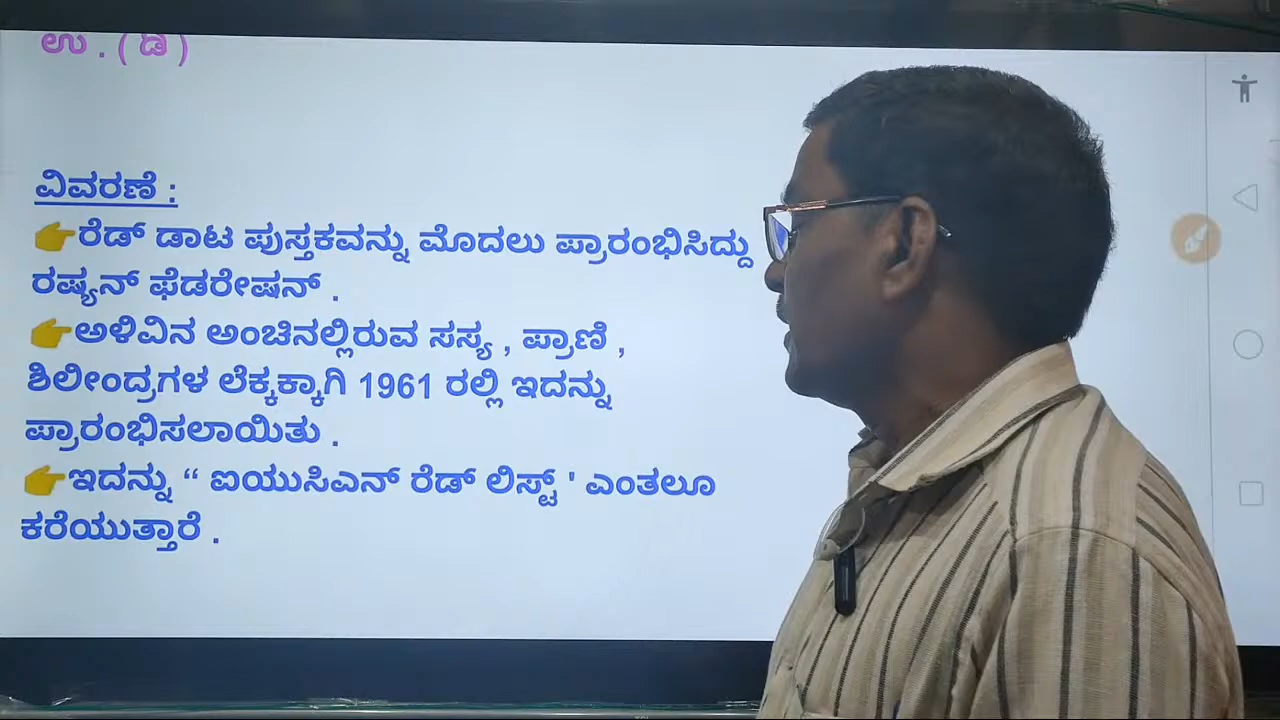 ಉ . ( ಡಿ )
ವಿವರಣೆ :
👉ರೆಡ್ ಡಾಟ ಪುಸ್ತಕವನ್ನು ಮೊದಲು ಪ್ರಾರಂಭಿಸಿದ್ದು
ರಷ್ಯನ್ ಫೆಡರೇಷನ್ .
👉ಅಳಿವಿನ ಅಂಚಿನಲ್ಲಿರುವ ಸಸ್ಯ , ಪ್ರಾಣಿ ,
ಶಿಲೀಂದ್ರಗಳ ಲೆಕ್ಕಕ್ಕಾಗಿ 1961 ರಲ್ಲಿ ಇದನ್ನು
ಪ್ರಾರಂಭಿಸಲಾಯಿತು .
👉ಇದನ್ನು “ ಐಯುಸಿಎನ್ ರೆಡ್ ಲಿಸ್ಟ್ ' ಎಂತಲೂ
ಕರೆಯುತ್ತಾರೆ .